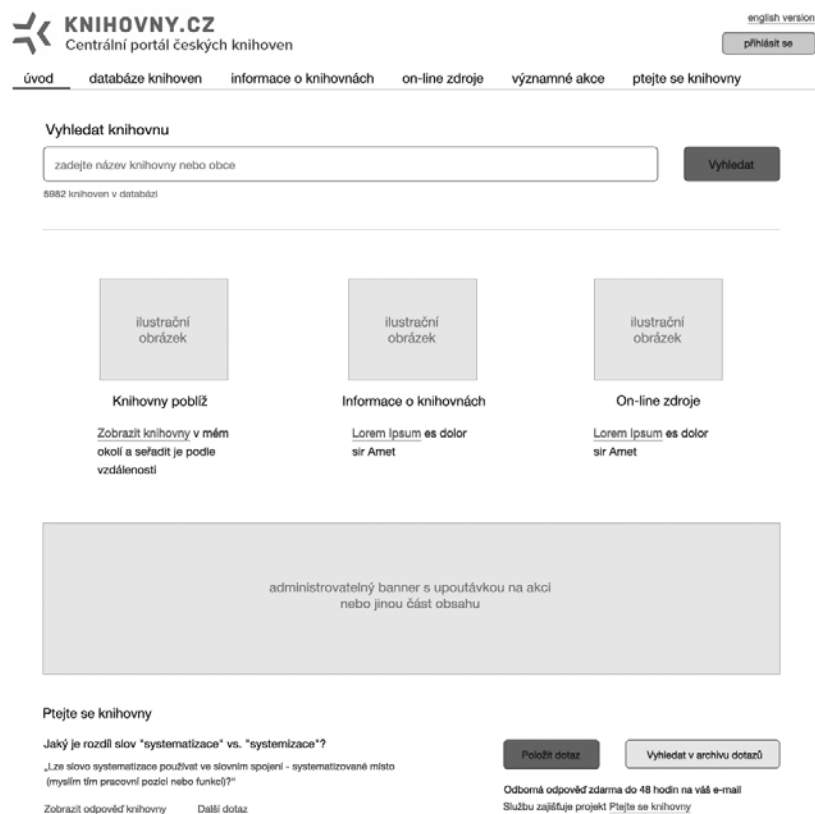 KNIHOVNY.CZ
Centrální portál českých knihoven
english version
přihlásit se
úvod databáze knihoven informace o knihovnách on-line zdroje významné akce ptejte se knihovny
Vyhledat knihovnu
zadejte název knihovny nebo obce
Vyhledat
5982 knihoven v databázi
ilustrační
obrázek
ilustrační
obrázek
ilustrační
obrázek
Knihovny poblíž
Informace o knihovnách
On-line zdroje
Zobrazit knihovny v mém
okolí a seřadit je podle
vzdálenosti
Lorem Ipsum es dolor
sir Amet
Lorem Ipsum es dolor
sir Amet
administrovatelný banner s upoutávkou na akci
nebo jinou část obsahu
Ptejte se knihovny
Jaký je rozdíl slov "systematizace" vs. "systemizace"?
„Lze slovo systematizace používat ve slovním spojení - systematizované místo
(myslím tím pracovní pozici nebo funkci)?"
Zobrazit odpověď knihovny Další dotaz
Položit dotaz
Vyhledat v archivu dotazů
Odborná odpověď zdarma do 48 hodin na váš e-mail
Službu zajišťuje projekt Ptejte se knihovny